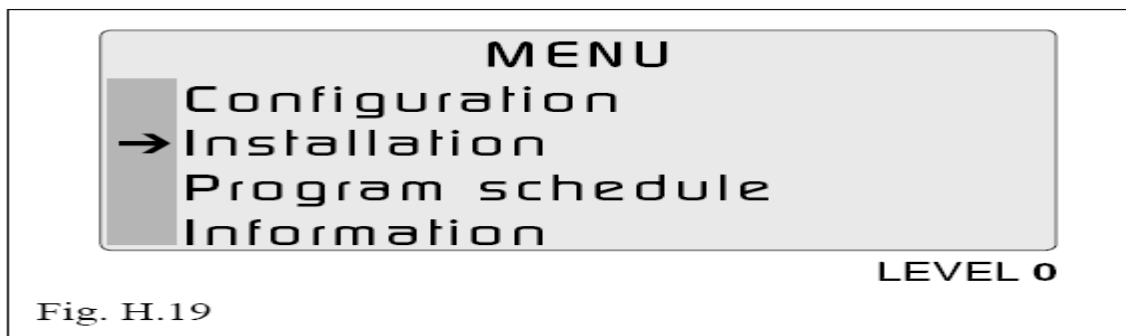 MENU
Configuration
→Installation
Program schedule
Information
LEVEL 0
Fig. H.19